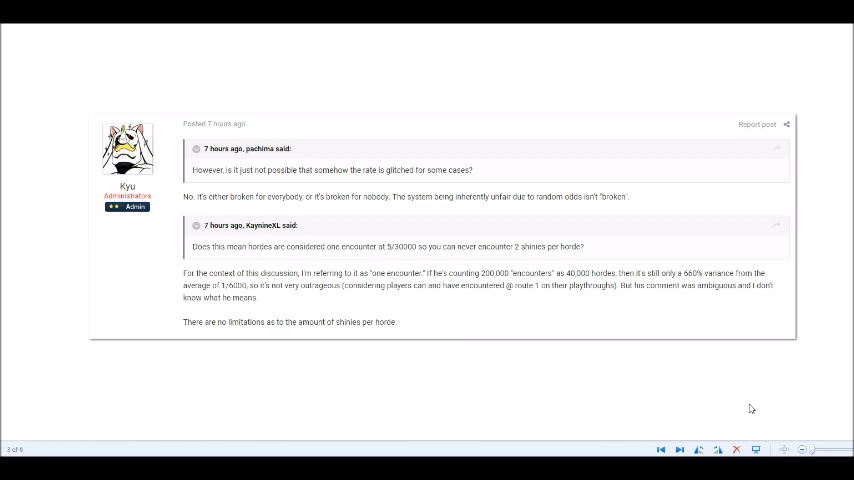 Posted 7 hours ago
Report post
7 hours ago, pachima said:
However, is it just not possible that somehow the rate is glitched for some cases?
Kyu
Administrators
Admin
No. It's either broken for everybody, or it's broken for nobody. The system being inherently unfair due to random odds isn't "broken".
7 hours ago, KaynineXL said:
Does this mean hordes are considered one encounter at 5/30000 so you can never encounter 2 shinies per horde?
For the context of this discussion, I'm referring to it as "one encounter." If he's counting 200,000 "encounters" as 40,000 hordes, then it's still only a 660% variance from the
average of 1/6000, so it's not very outrageous (considering players can and have encountered @ route 1 on their playthroughs). But his comment was ambiguous and I don't
know what he means.
There are no limitations as to the amount of shinies per horde.
3 of 6